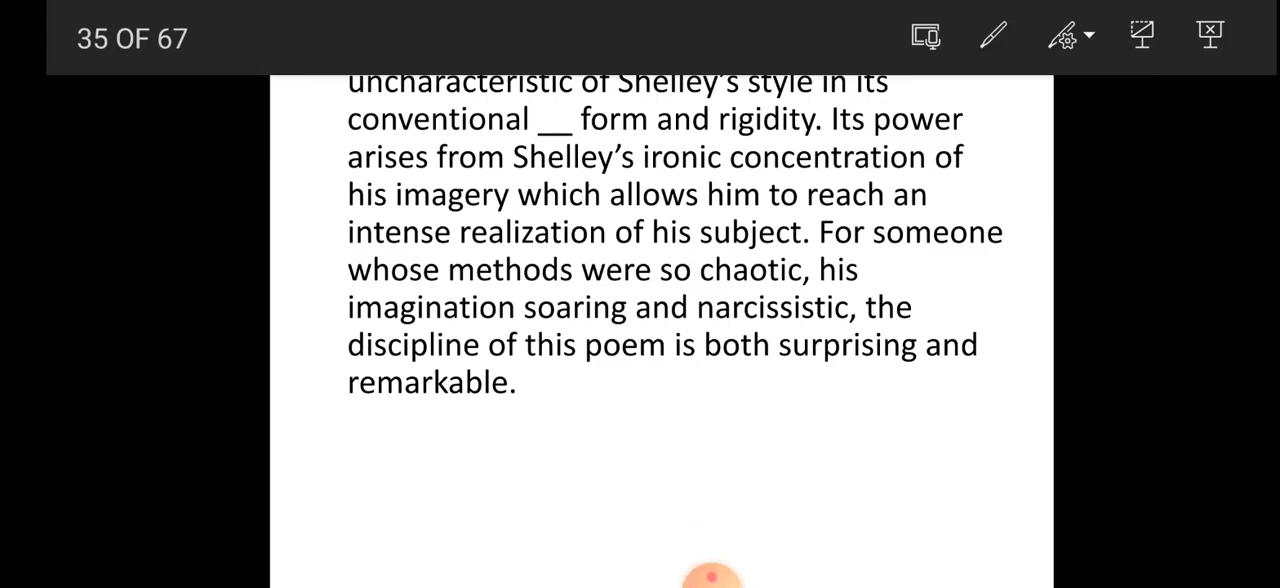 35 OF 67
uncharacteristic of Shelley's style in its
conventional __ form and rigidity. Its power
arises from Shelley's ironic concentration of
his imagery which allows him to reach an
intense realization of his subject. For someone
whose methods were so chaotic, his
imagination soaring and narcissistic, the
discipline of this poem is both surprising and
remarkable.